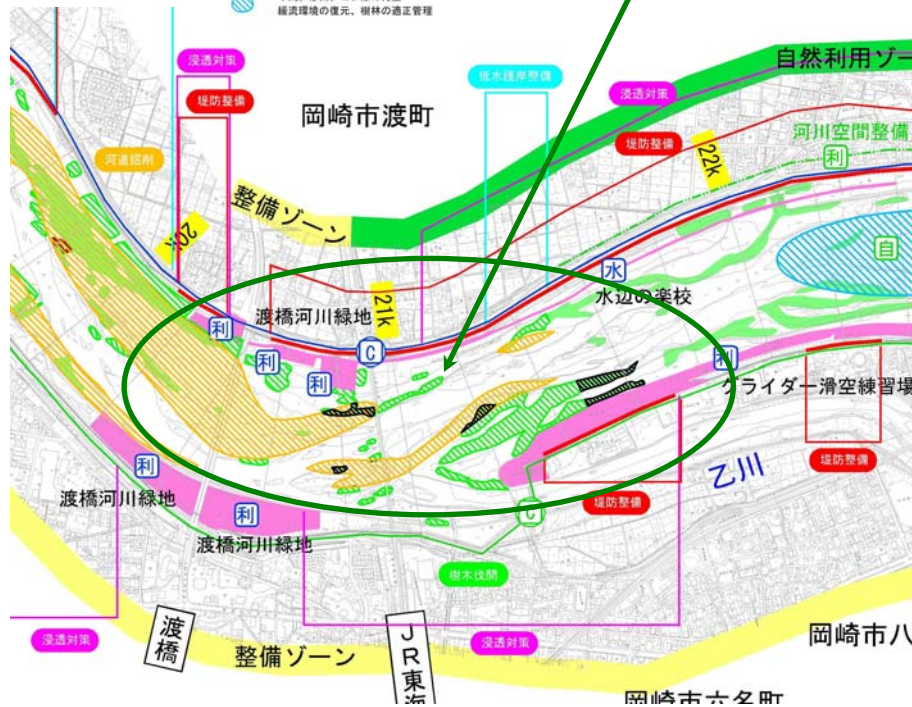 緩流環境の復元、樹林の適正管理
浸透対策
堤防整備
河道掘削
岡崎市渡町
低水護岸整備
浸透対策
堤防整備
自然利用ゾー
河川空間整備
利
22k
整備ゾーン
20k
21k
自
水
水辺の楽校
渡橋河川緑地
利
利
利
C
利
グライダー滑空練習場
利
渡橋河川緑地
利
渡橋河川緑地
乙川
堤防整備
堤防整備
C
樹木伐開
浸透対策
渡橋
整備ゾーン
JR東海
浸透対策
岡崎市八
岡崎市六名町